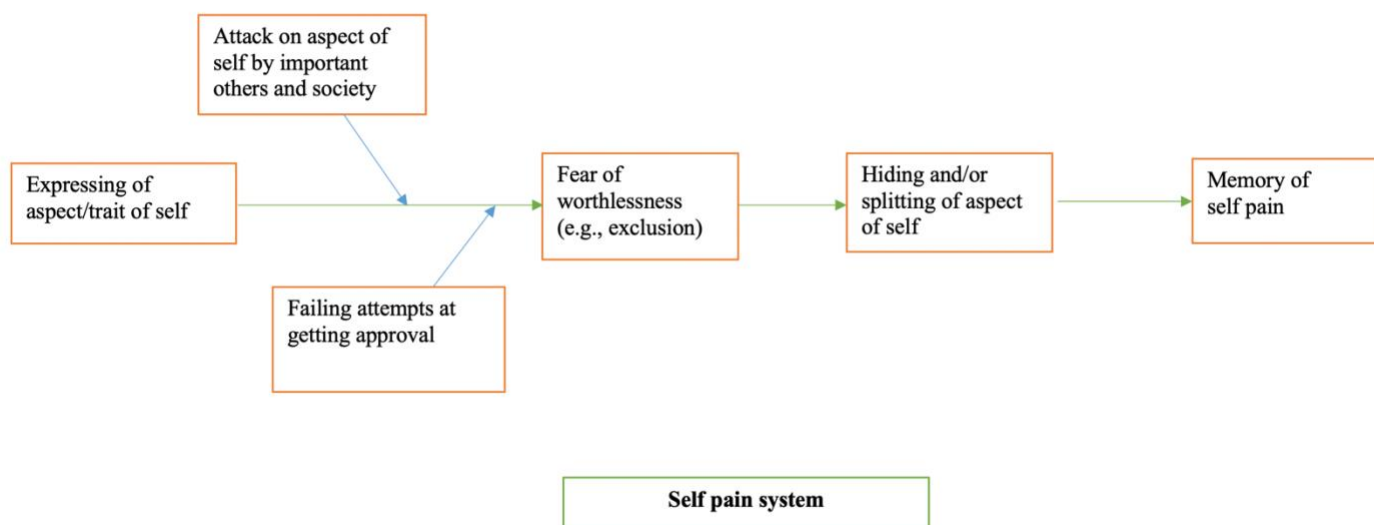 Attack on aspect of
self by important
others and society
Expressing of
aspect/trait of self
Fear of
worthlessness
(e.g., exclusion)
Hiding and/or
splitting of aspect
of self
Memory of
self pain
Failing attempts at
getting approval
Self pain system